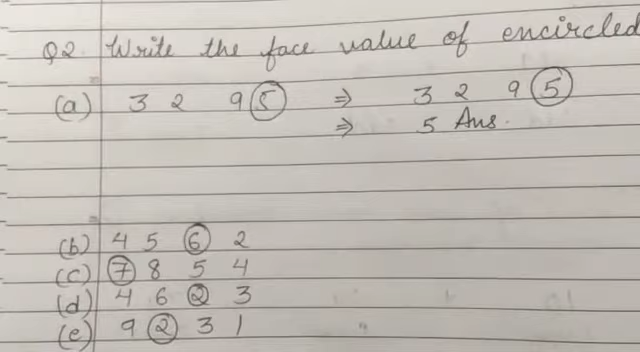 Q2. Write the face value of encircled
(a) 3 2 9 5 ⇒ 3 2 9 5
⇒ 5 Ans.
(b) 4 5 6 2
(c) 7 8 5 4
(d) 4 6 2 3
(e) 9 2 3 1